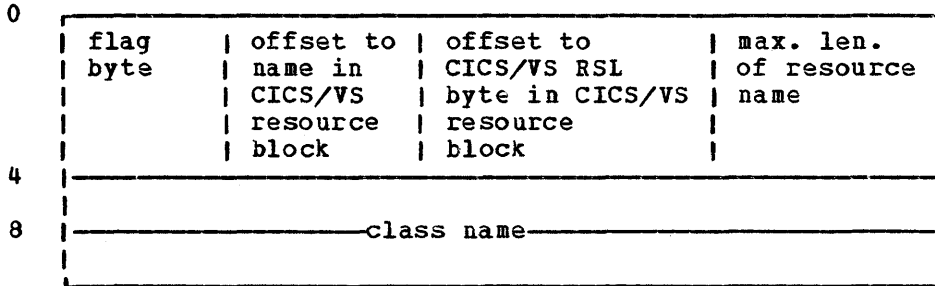 0
flag | offset to | offset to | max. len.
byte | name in | CICS/VS RSL | of resource
CICS/VS | byte in CICS/VS | name
resource | resource
block | block
4
8 class name